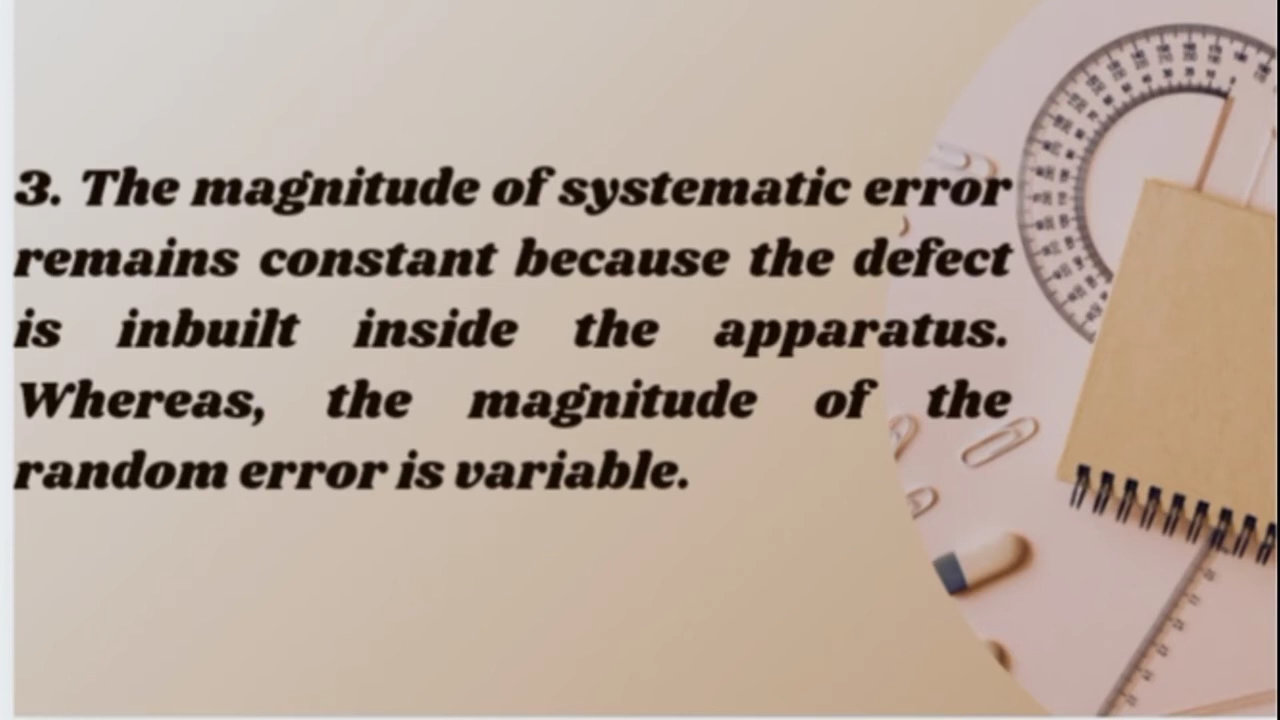 3. The magnitude of systematic error
remains constant because the defect
is inbuilt inside the apparatus.
Whereas, the magnitude of the
random error is variable.